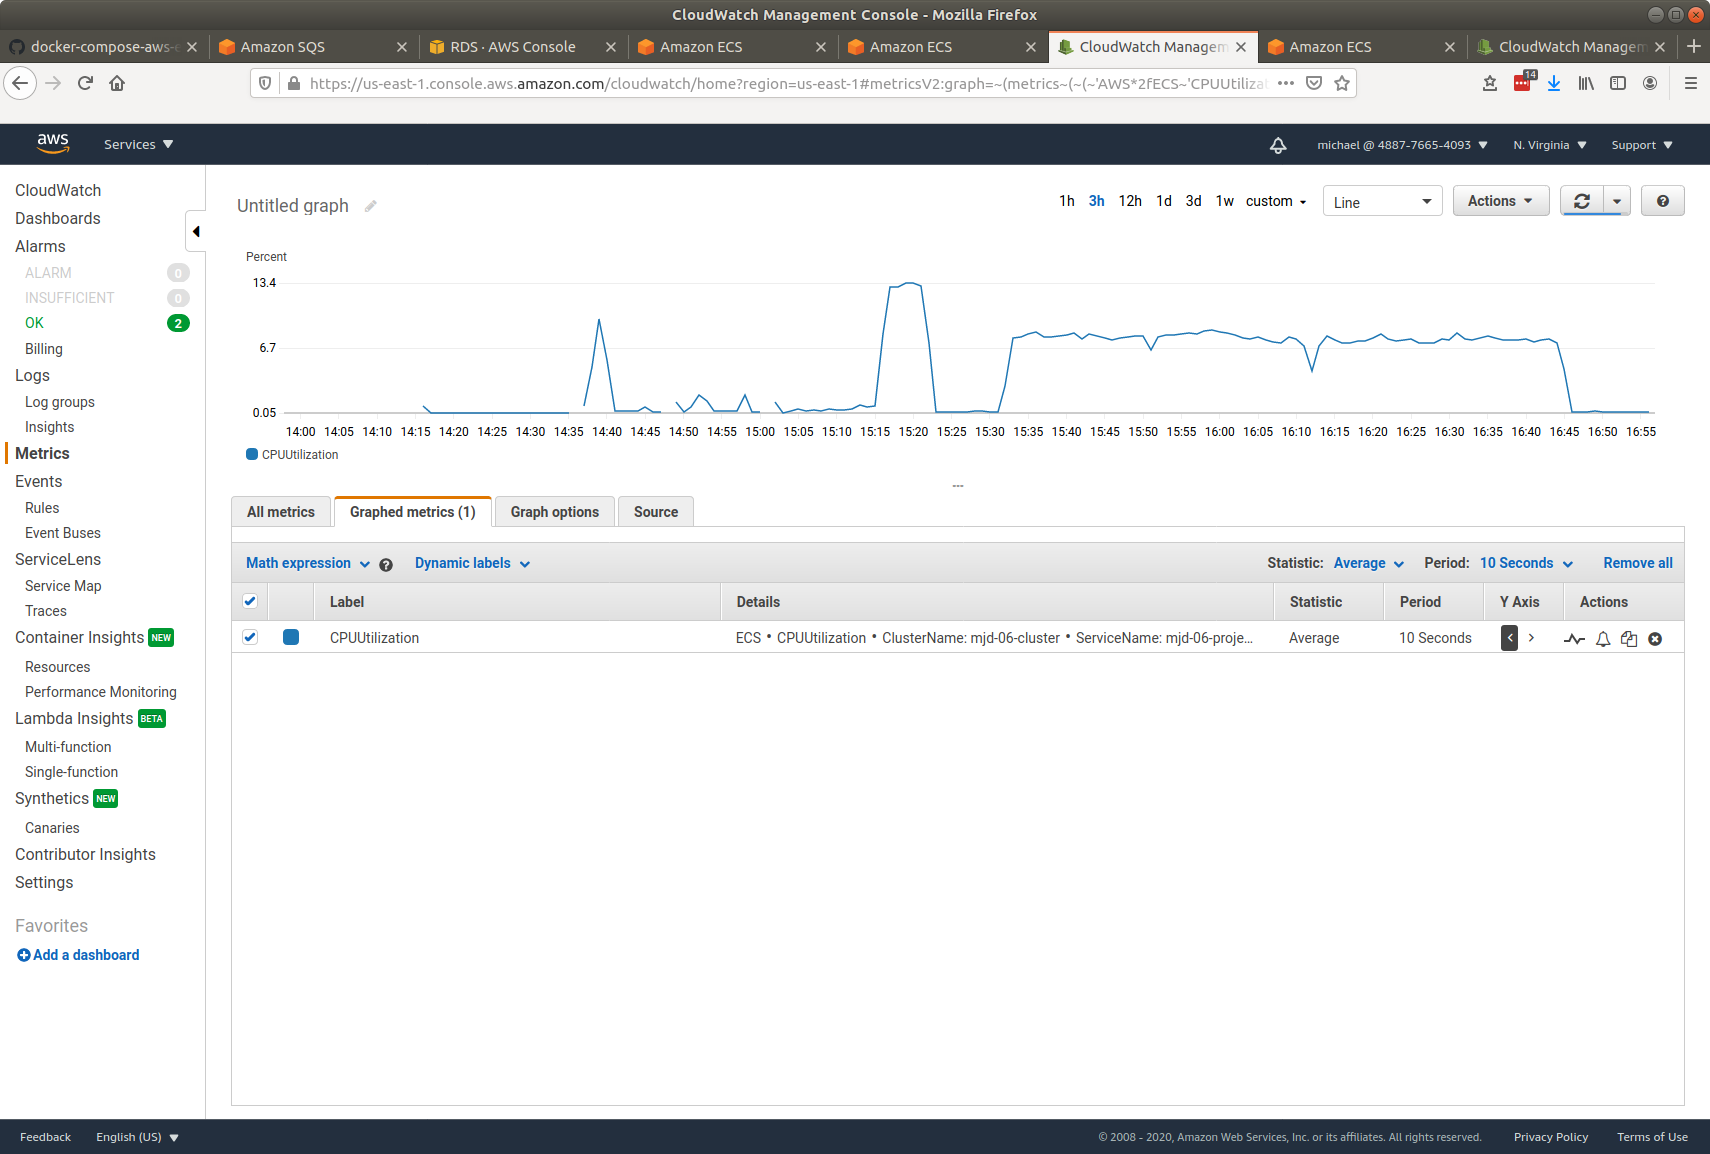 CloudWatch Management Console - Mozilla Firefox
docker-compose-aws-e
Amazon SQS
RDS · AWS Console
Amazon ECS
Amazon ECS
CloudWatch Managem
Amazon ECS
CloudWatch Managem
https://us-east-1.console.aws.amazon.com/cloudwatch/home?region=us-east-1#metricsV2:graph=~(metrics~(~(~'AWS*2fECS~'CPUUtiliza
14
aws
Services
michael @ 4887-7665-4093
N. Virginia
Support
CloudWatch
Dashboards
Alarms
ALARM 0
INSUFFICIENT 0
OK 2
Billing
Logs
Log groups
Insights
Metrics
Events
Rules
Event Buses
ServiceLens
Service Map
Traces
Container Insights NEW
Resources
Performance Monitoring
Lambda Insights BETA
Multi-function
Single-function
Synthetics NEW
Canaries
Contributor Insights
Settings
Favorites
Add a dashboard
Untitled graph
1h 3h 12h 1d 3d 1w custom
Line
Actions
?
Percent
13.4
6.7
0.05
14:00 14:05 14:10 14:15 14:20 14:25 14:30 14:35 14:40 14:45 14:50 14:55 15:00 15:05 15:10 15:15 15:20 15:25 15:30 15:35 15:40 15:45 15:50 15:55 16:00 16:05 16:10 16:15 16:20 16:25 16:30 16:35 16:40 16:45 16:50 16:55
CPUUtilization
All metrics
Graphed metrics (1)
Graph options
Source
Math expression ?
Dynamic labels
Statistic: Average
Period: 10 Seconds
Remove all
Label Details Statistic Period Y Axis Actions
CPUUtilization ECS • CPUUtilization • ClusterName: mjd-06-cluster • ServiceName: mjd-06-proje... Average 10 Seconds < >
Feedback
English (US)
© 2008 - 2020, Amazon Web Services, Inc. or its affiliates. All rights reserved.
Privacy Policy
Terms of Use